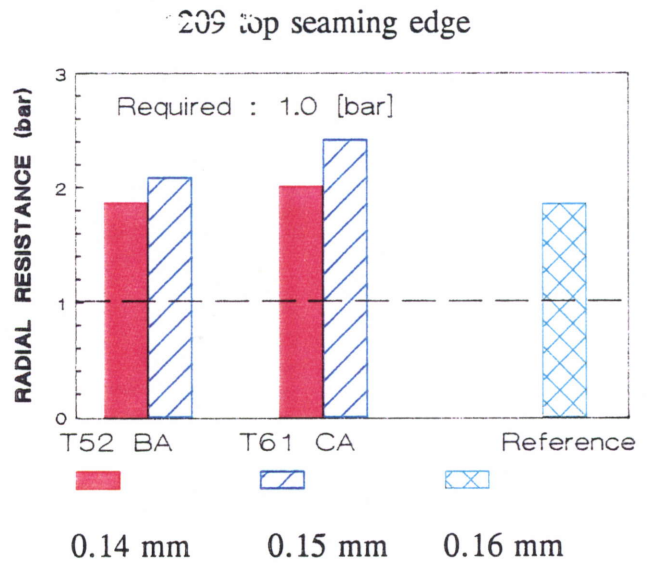 209 top seaming edge
3
Required : 1.0 [bar]
2
1
0
RADIAL RESISTANCE (bar)
T52 BA T61 CA Reference
0.14 mm 0.15 mm 0.16 mm